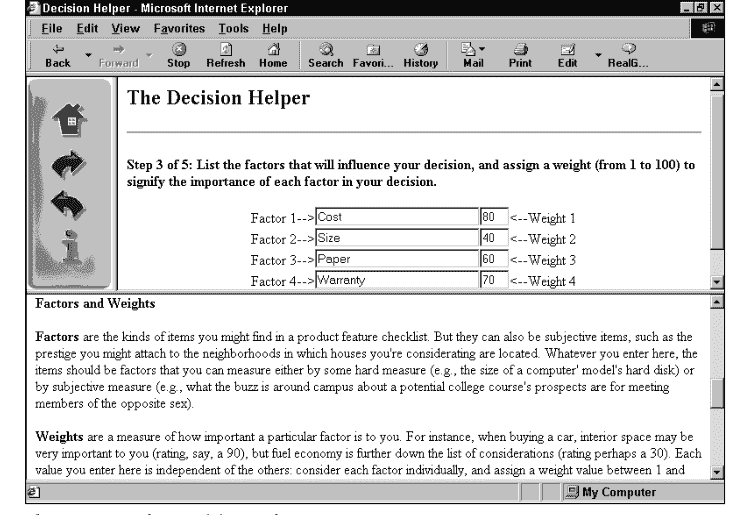 Decision Helper - Microsoft Internet Explorer
File Edit View Favorites Tools Help
Back Forward Stop Refresh Home Search Favori... History Mail Print Edit RealG...
The Decision Helper
Step 3 of 5: List the factors that will influence your decision, and assign a weight (from 1 to 100) to
signify the importance of each factor in your decision.
Factor 1-->Cost 80 <--Weight 1
Factor 2-->Size 40 <--Weight 2
Factor 3-->Paper 60 <--Weight 3
Factor 4-->Warranty 70 <--Weight 4
Factors and Weights
Factors are the kinds of items you might find in a product feature checklist. But they can also be subjective items, such as the
prestige you might attach to the neighborhoods in which houses you're considering are located. Whatever you enter here, the
items should be factors that you can measure either by some hard measure (e.g., the size of a computer' model's hard disk) or
by subjective measure (e.g., what the buzz is around campus about a potential college course's prospects are for meeting
members of the opposite sex).
Weights are a measure of how important a particular factor is to you. For instance, when buying a car, interior space may be
very important to you (rating, say, a 90), but fuel economy is further down the list of considerations (rating perhaps a 30). Each
value you enter here is independent of the others: consider each factor individually, and assign a weight value between 1 and
My Computer